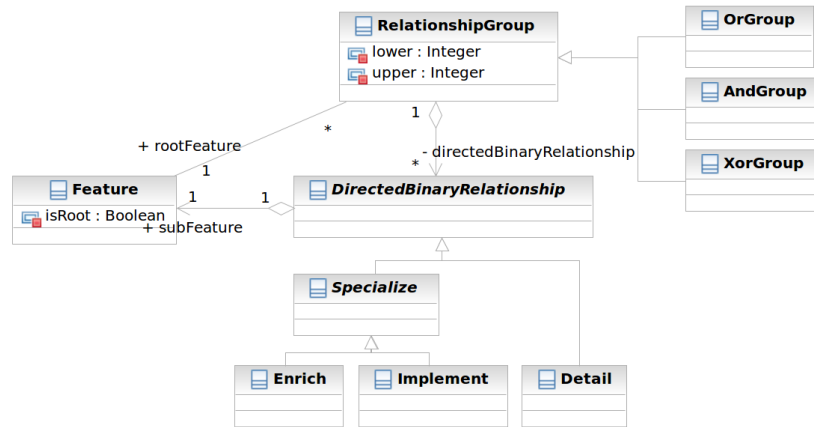 RelationshipGroup
lower : Integer
upper : Integer
OrGroup
AndGroup
XorGroup
1
*
+ rootFeature
1
- directedBinaryRelationship
*
Feature
isRoot : Boolean
1
1
+ subFeature
DirectedBinaryRelationship
Specialize
Enrich
Implement
Detail